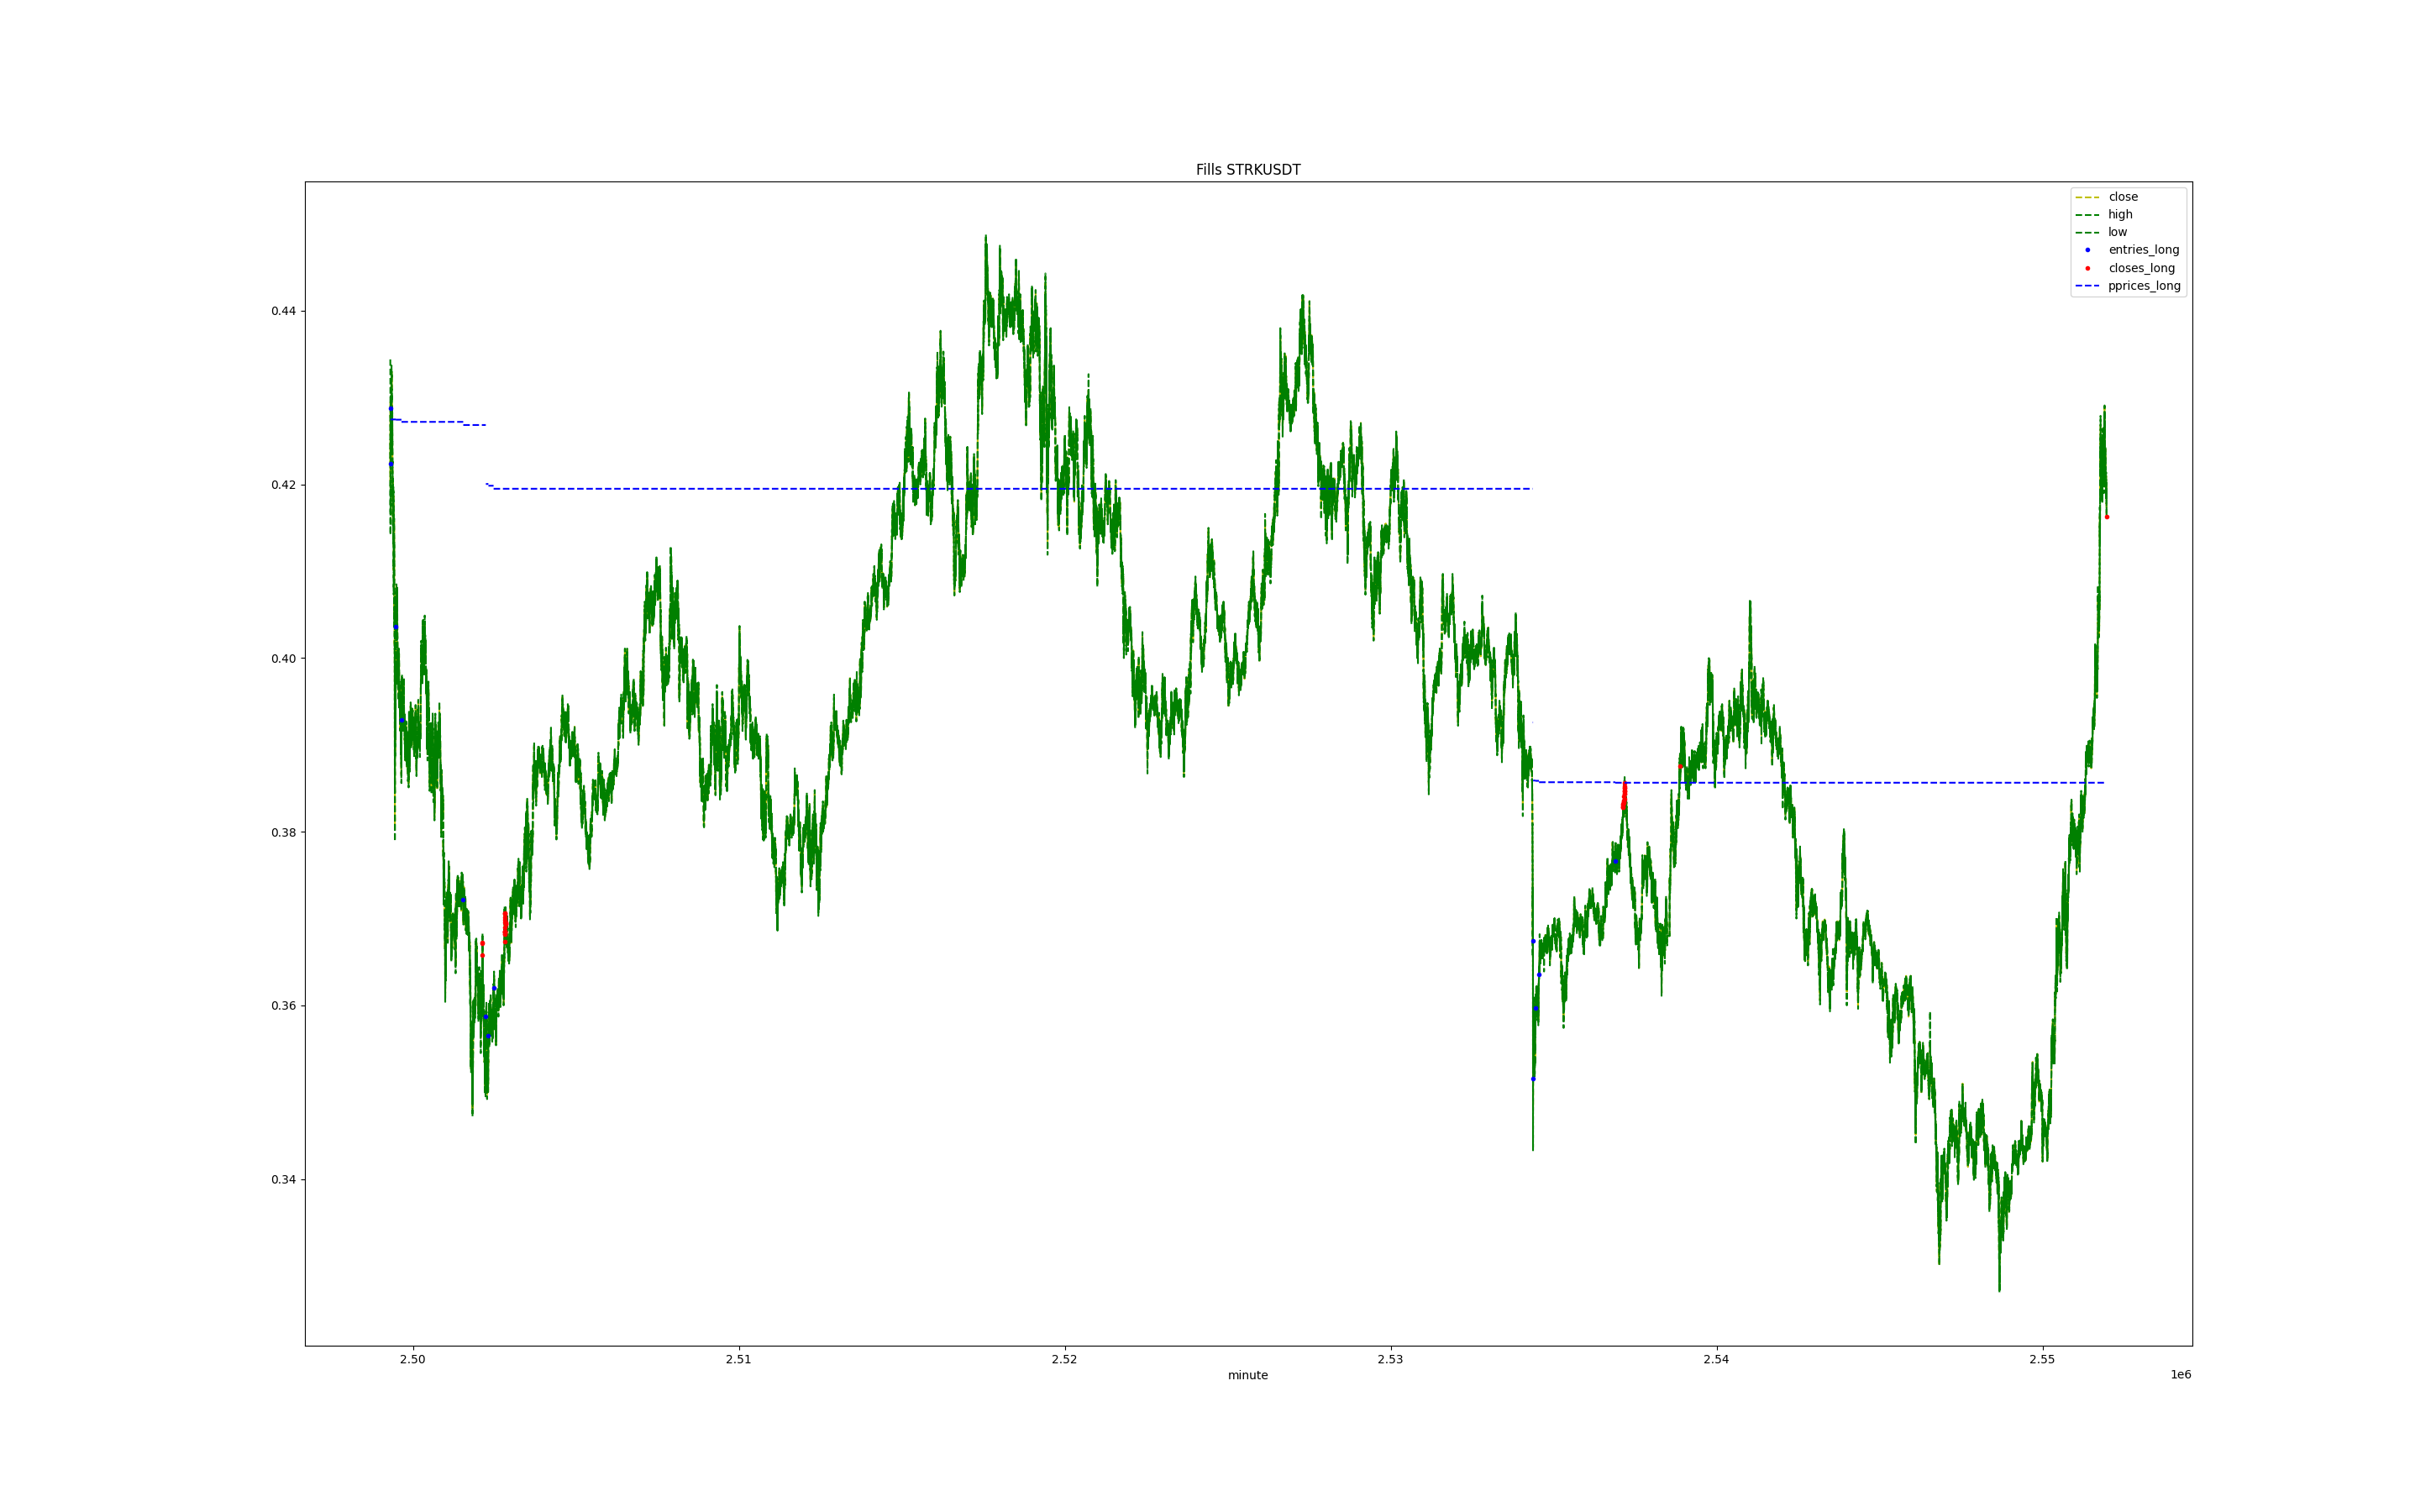 Fills STRKUSDT
close
high
low
entries_long
closes_long
pprices_long
0.44
0.42
0.40
0.38
0.36
0.34
2.50 2.51 2.52 2.53 2.54 2.55
minute 1e6